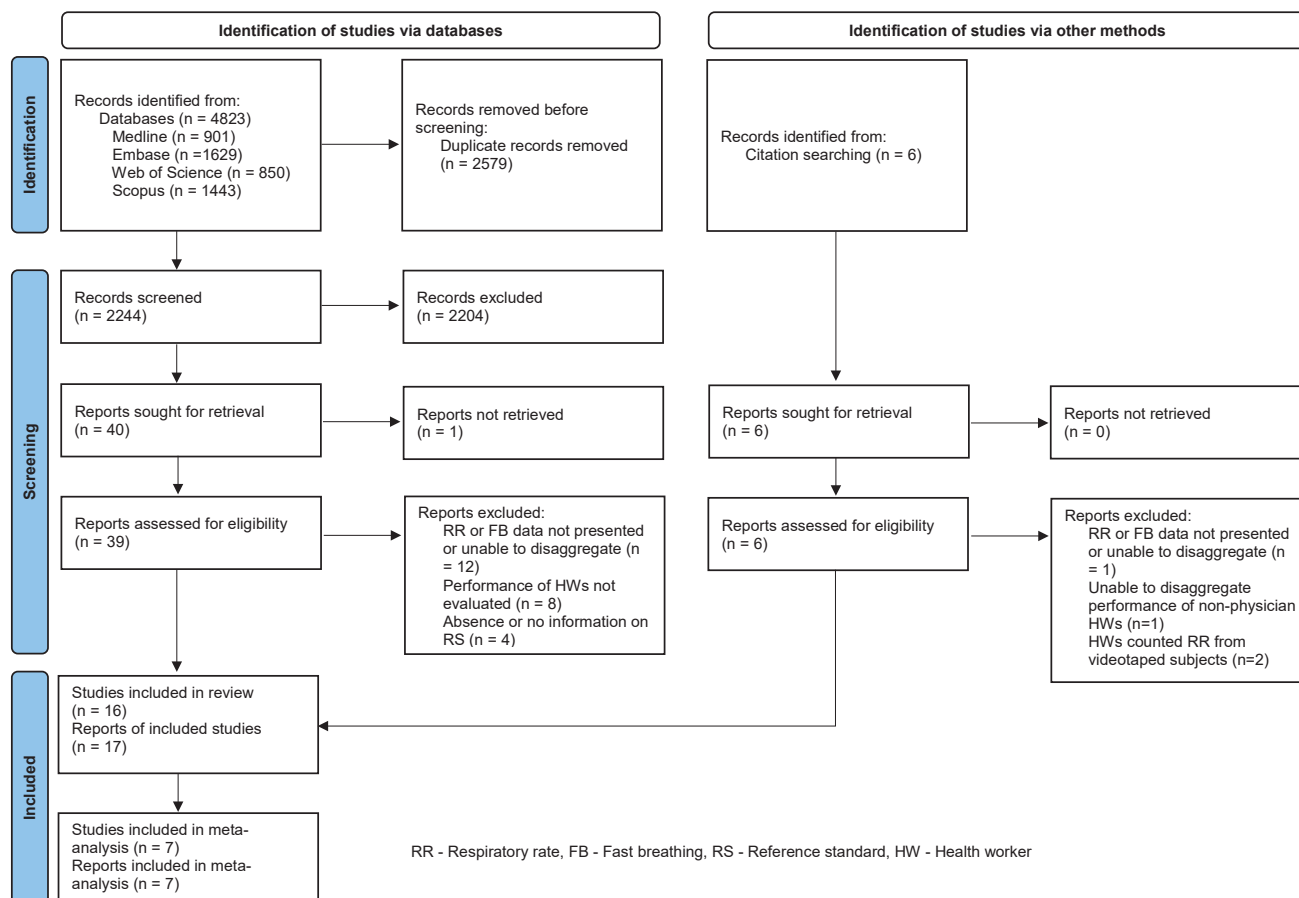 Identification of studies via databases
Identification of studies via other methods
Identification
Records identified from:
Databases (n = 4823)
Medline (n = 901)
Embase (n =1629)
Web of Science (n = 850)
Scopus (n = 1443)
Records removed before
screening:
Duplicate records removed
(n = 2579)
Records identified from:
Citation searching (n = 6)
Screening
Records screened
(n = 2244)
Records excluded
(n = 2204)
Reports sought for retrieval
(n = 40)
Reports not retrieved
(n = 1)
Reports sought for retrieval
(n = 6)
Reports not retrieved
(n = 0)
Reports assessed for eligibility
(n = 39)
Reports excluded:
RR or FB data not presented
or unable to disaggregate (n
= 12)
Performance of HWs not
evaluated (n = 8)
Absence or no information on
RS (n = 4)
Reports assessed for eligibility
(n = 6)
Reports excluded:
RR or FB data not presented
or unable to disaggregate (n
= 1)
Unable to disaggregate
performance of non-physician
HWs (n=1)
HWs counted RR from
videotaped subjects (n=2)
Included
Studies included in review
(n = 16)
Reports of included studies
(n = 17)
Studies included in meta-
analysis (n = 7)
Reports included in meta-
analysis (n = 7)
RR - Respiratory rate, FB - Fast breathing, RS - Reference standard, HW - Health worker